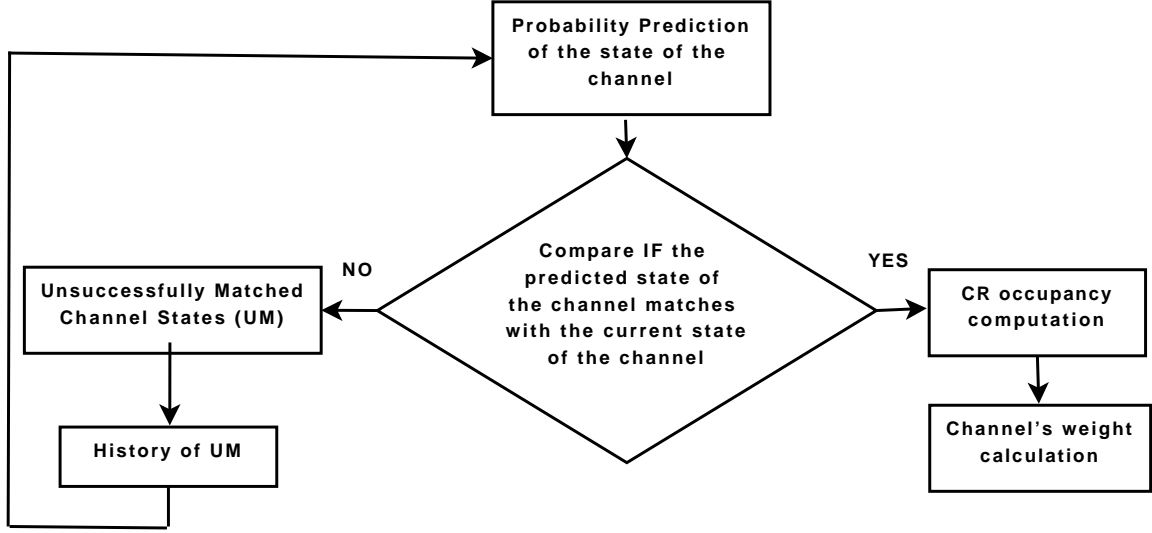 Probability Prediction
of the state of the
channel
Compare IF the
predicted state of
the channel matches
with the current state
of the channel
NO
YES
Unsuccessfully Matched
Channel States (UM)
History of UM
CR occupancy
computation
Channel's weight
calculation